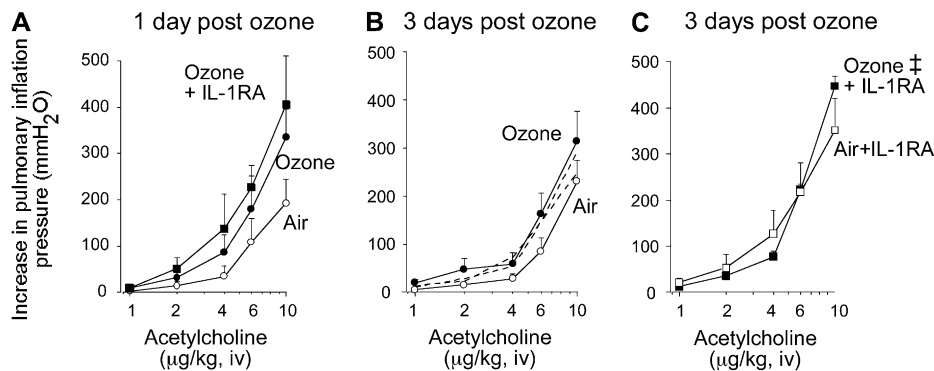 A 1 day post ozone
B 3 days post ozone
C 3 days post ozone
Increase in pulmonary inflation
pressure (mmH2O)
500
400
300
200
100
0
Ozone
+ IL-1RA
Ozone
Air
1 2 4 6 10
Acetylcholine
(μg/kg, iv)
500
400
300
200
100
0
Ozone
Air
1 2 4 6 10
Acetylcholine
(μg/kg, iv)
500
400
300
200
100
0
Ozone ‡
+ IL-1RA
Air+IL-1RA
1 2 4 6 10
Acetylcholine
(μg/kg, iv)